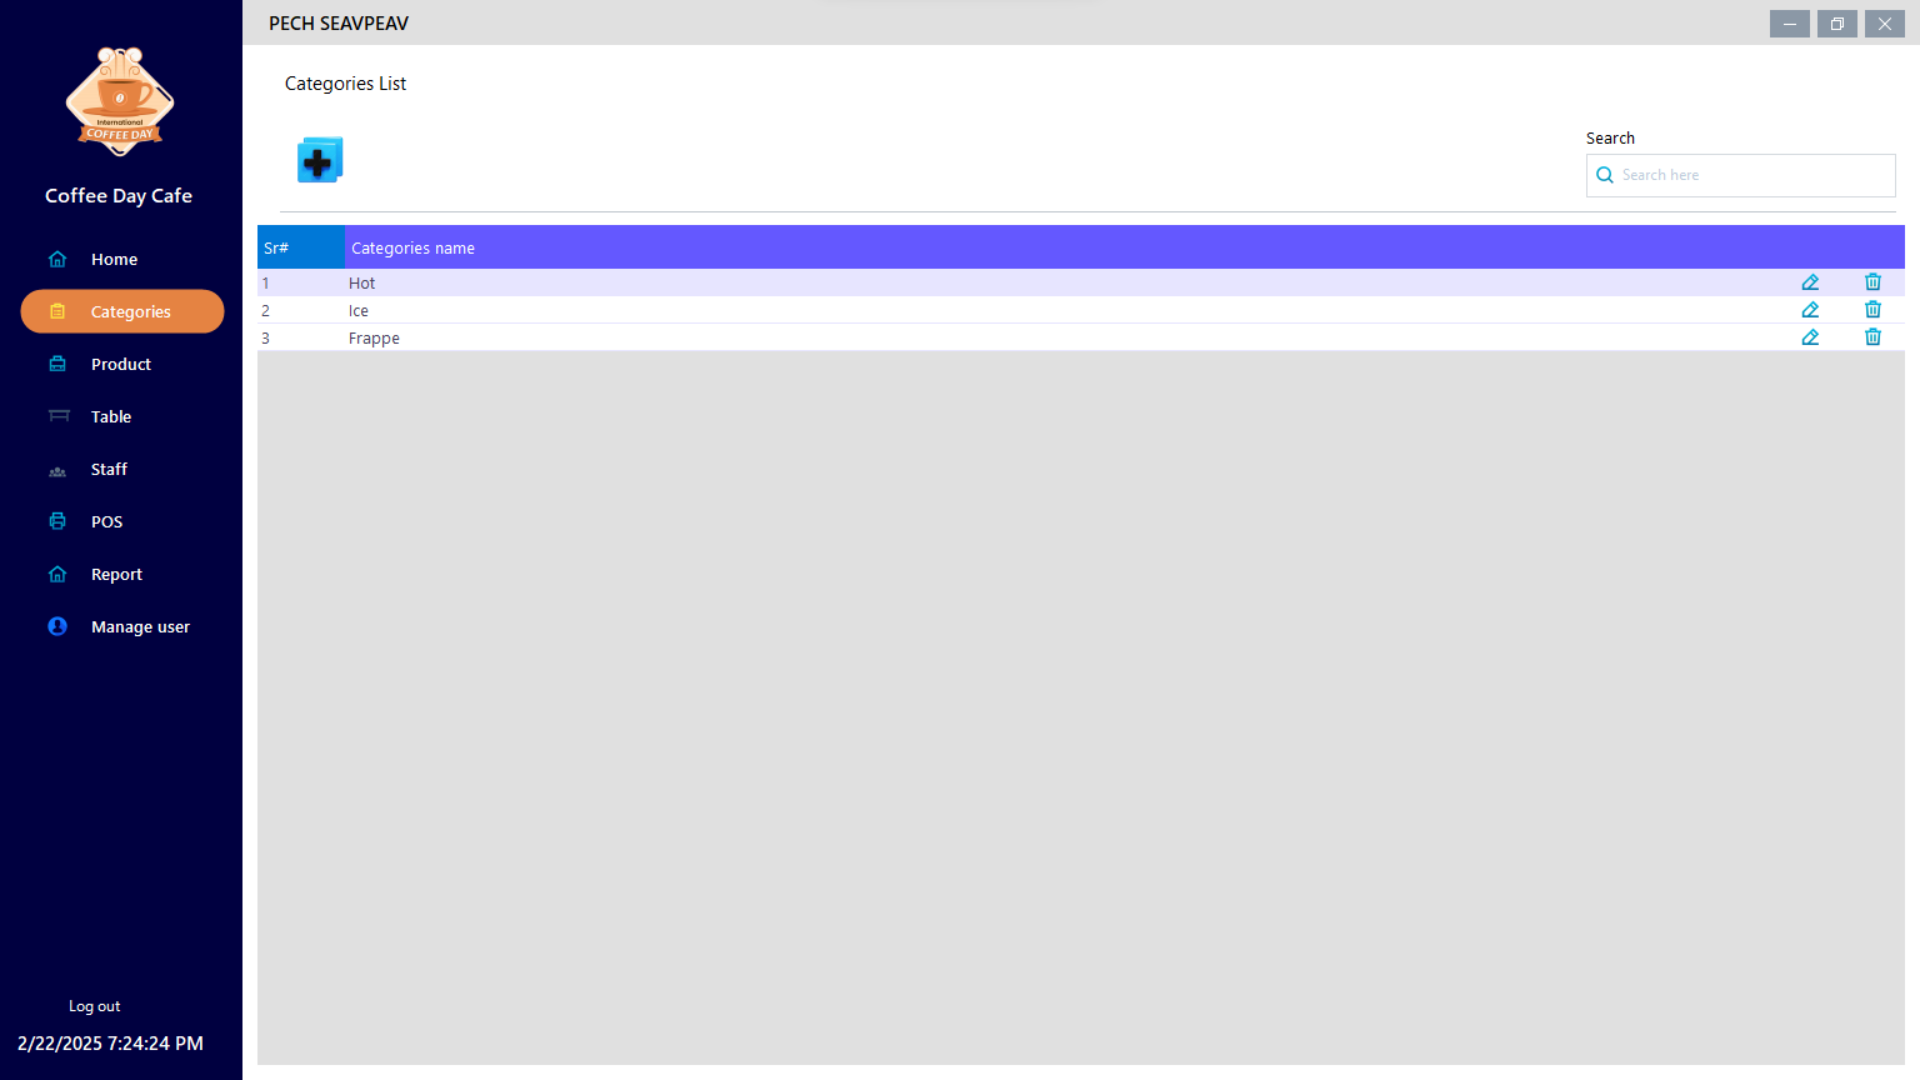 PECH SEAVPEAV
International
COFFEE DAY
Coffee Day Cafe
Home
Categories
Product
Table
Staff
POS
Report
Manage user
Log out
2/22/2025 7:24:24 PM
Categories List
Search
Search here
Sr# Categories name
1 Hot
2 Ice
3 Frappe